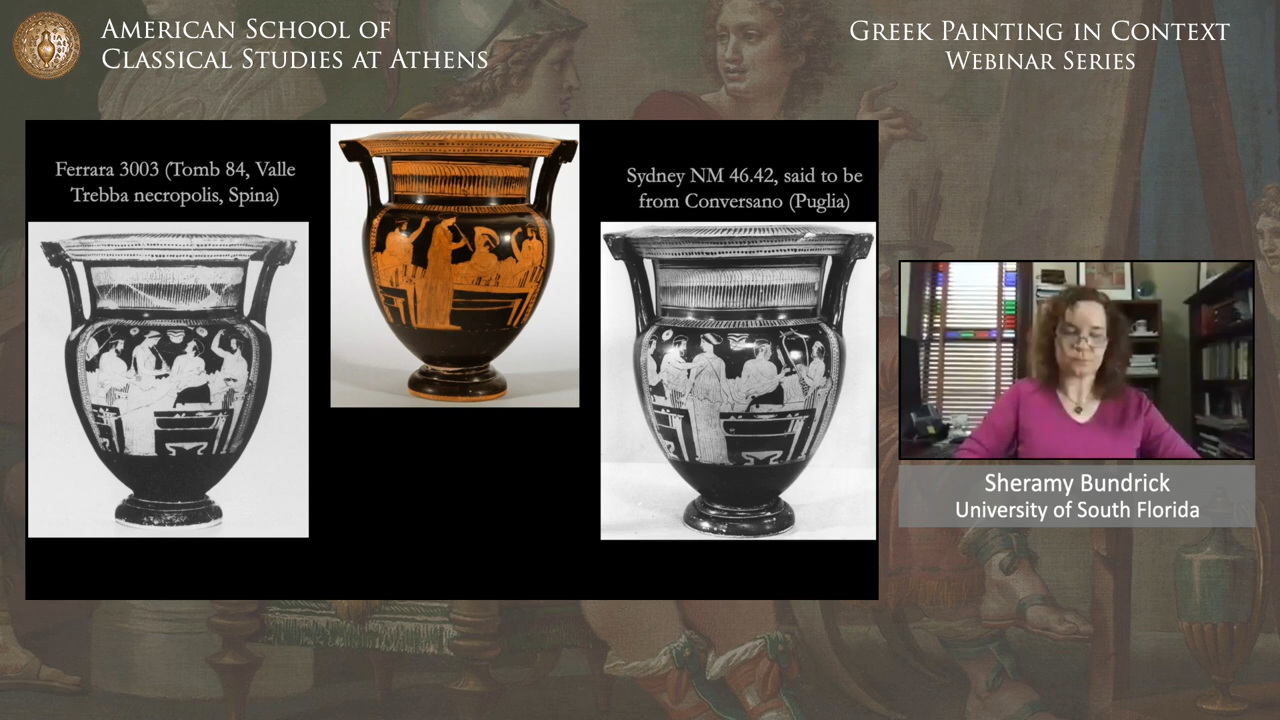 American School of
Classical Studies at Athens
Greek Painting in Context
Webinar Series
Ferrara 3003 (Tomb 84, Valle
Trebba necropolis, Spina)
Sydney NM 46.42, said to be
from Conversano (Puglia)
Sheramy Bundrick
University of South Florida